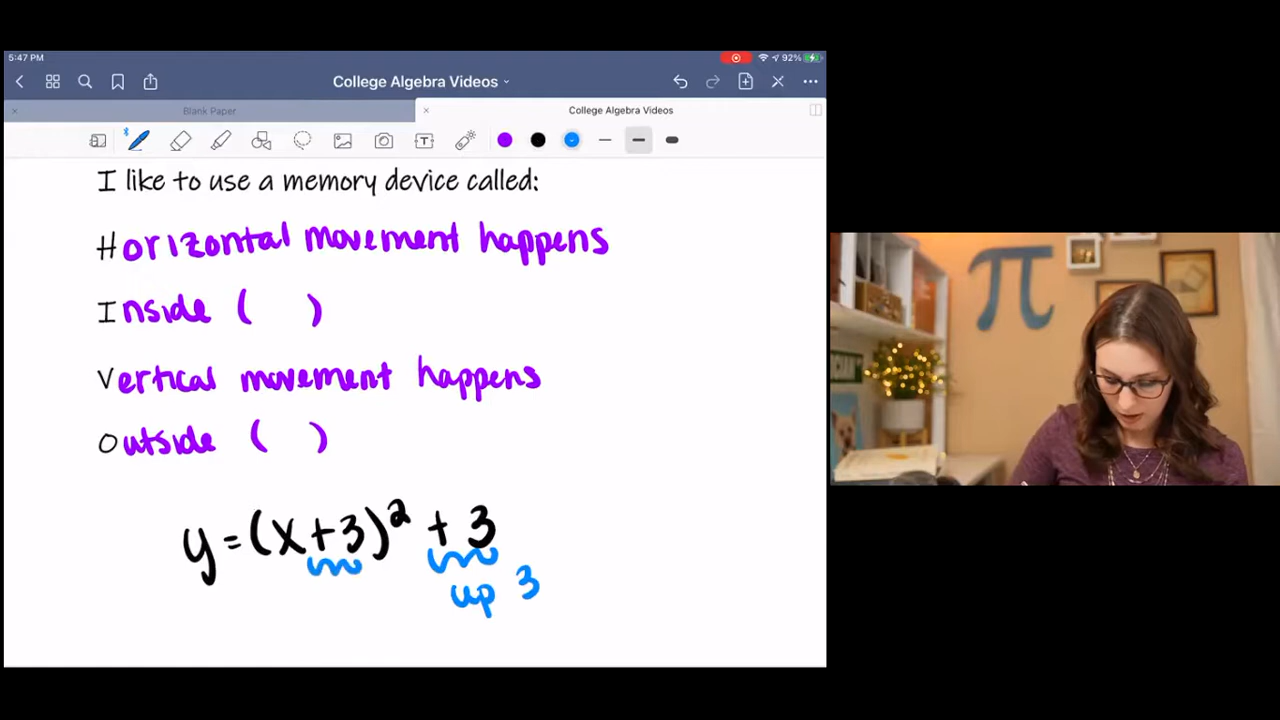 5:47 PM
92%
College Algebra Videos
Blank Paper
College Algebra Videos
I like to use a memory device called:
Horizontal movement happens
Inside ( )
Vertical movement happens
Outside ( )
y=(x+3)² + 3
up 3